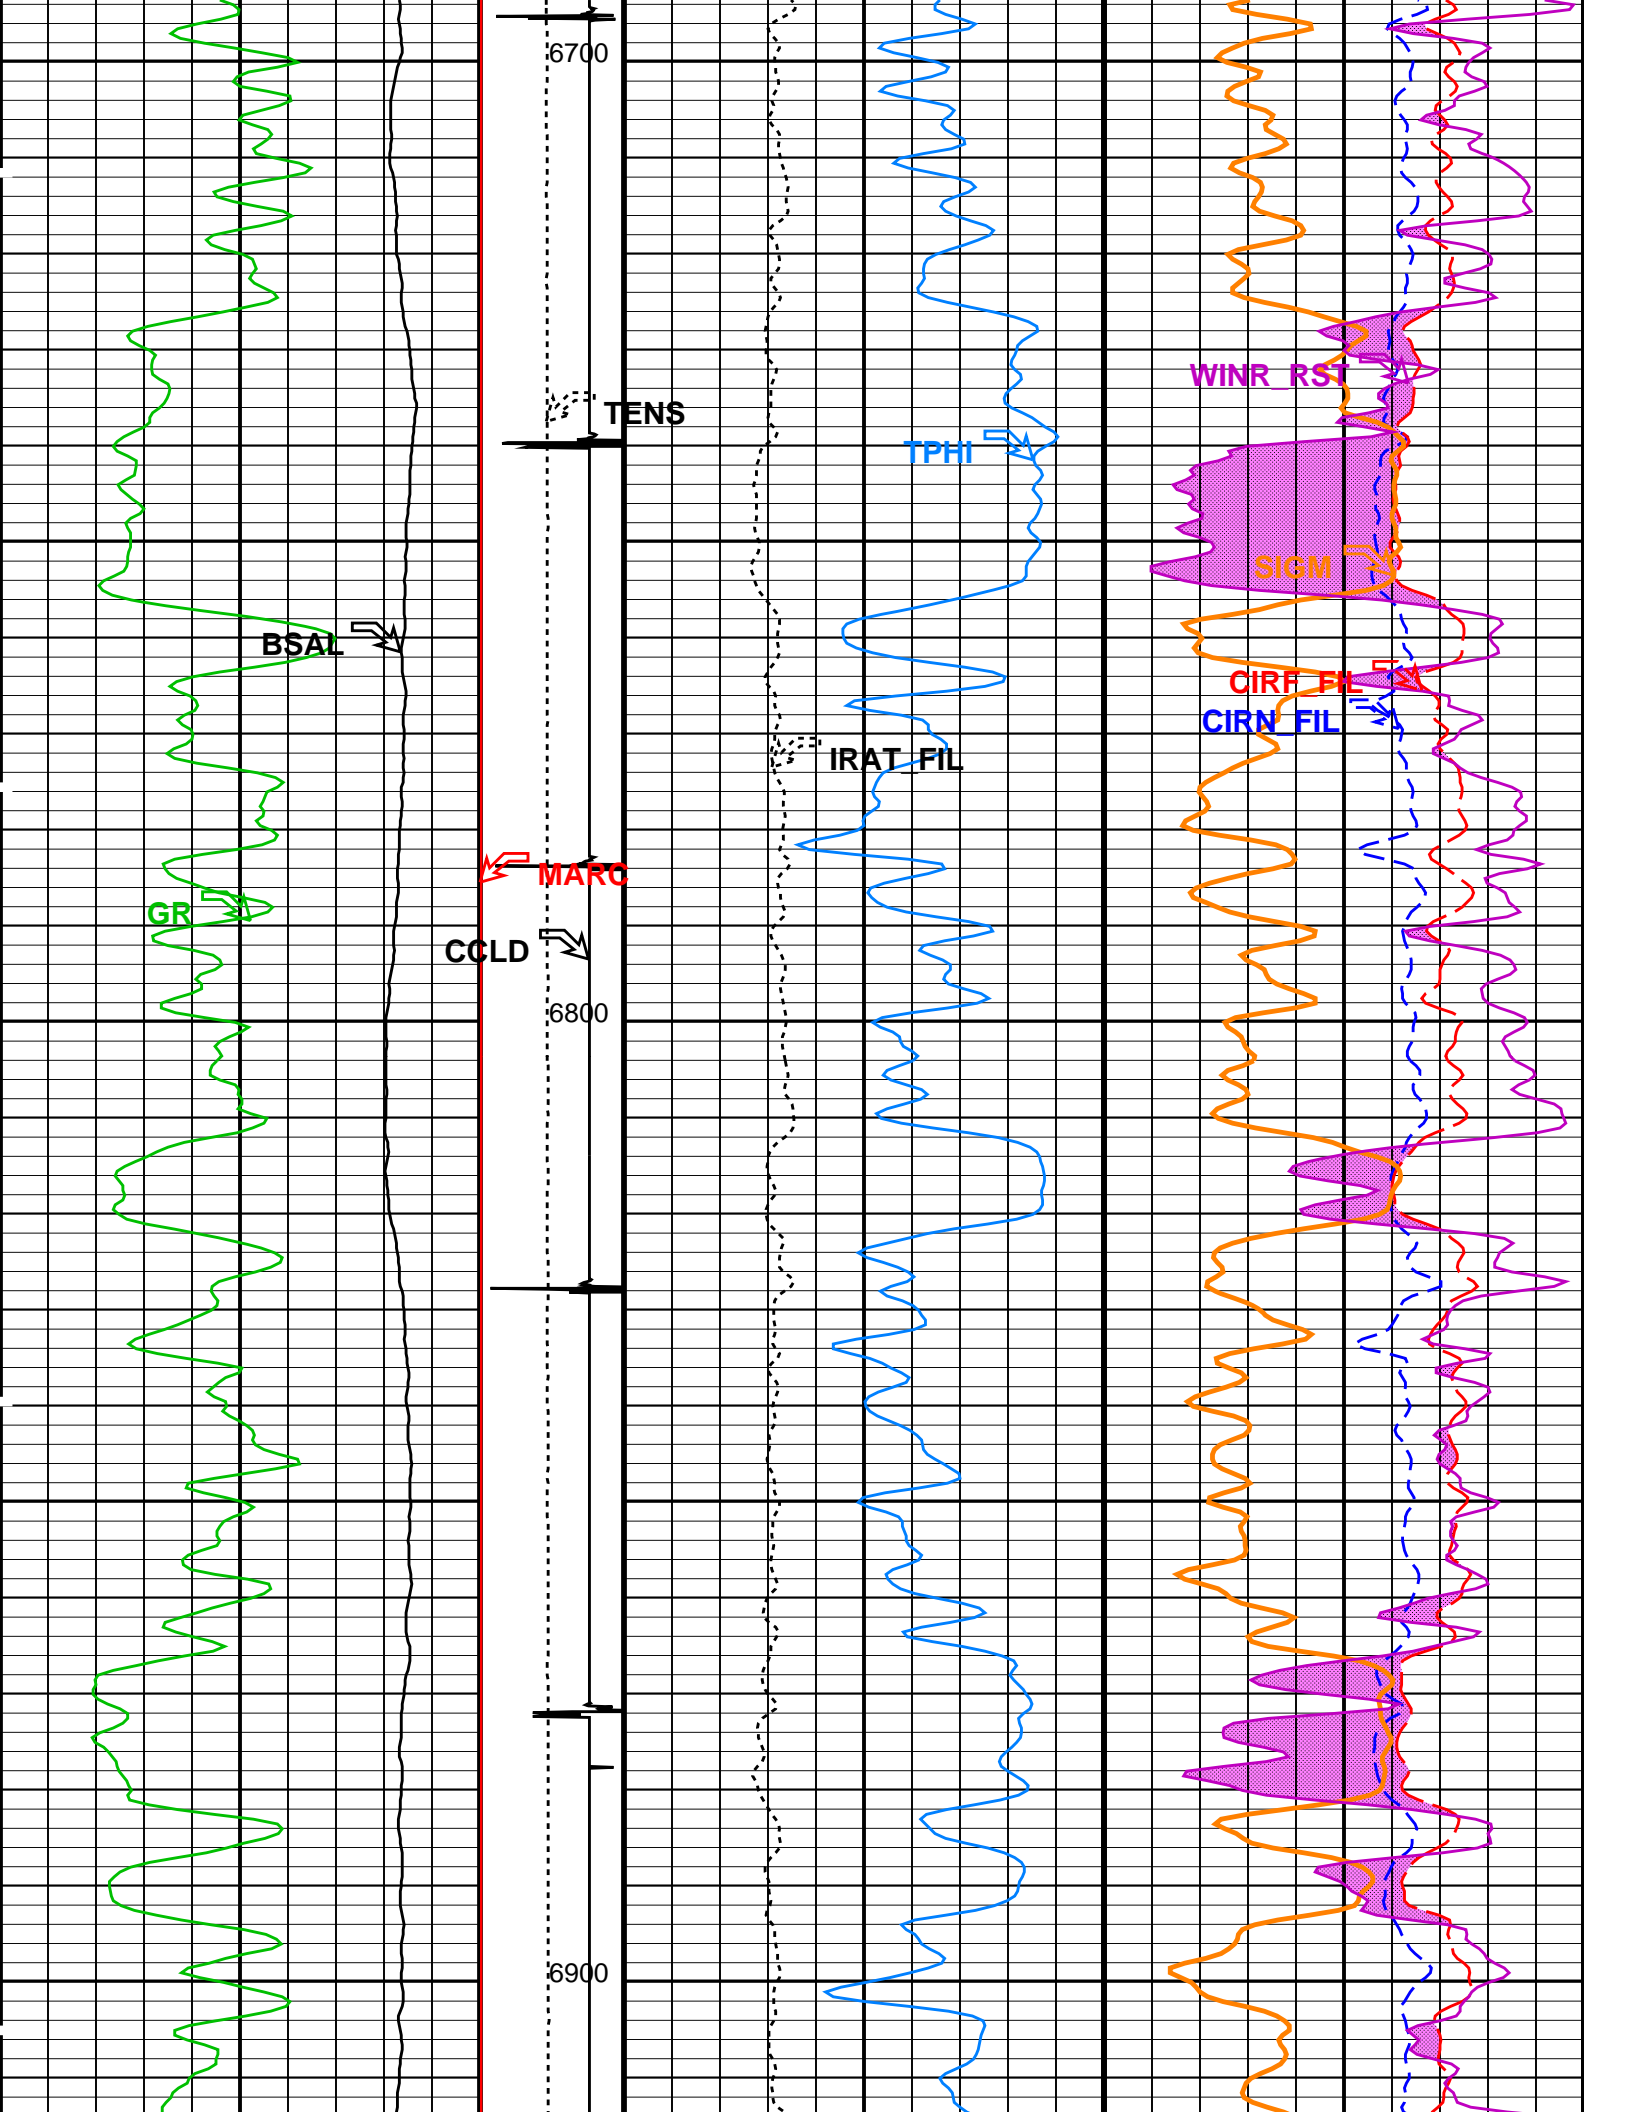 6700
WINR_RST
TENS
TPHI
SIGM
BSAL
CIRF_FIL
CIRN_FIL
IRAT_FIL
MARC
GR
CCLD
6800
6900